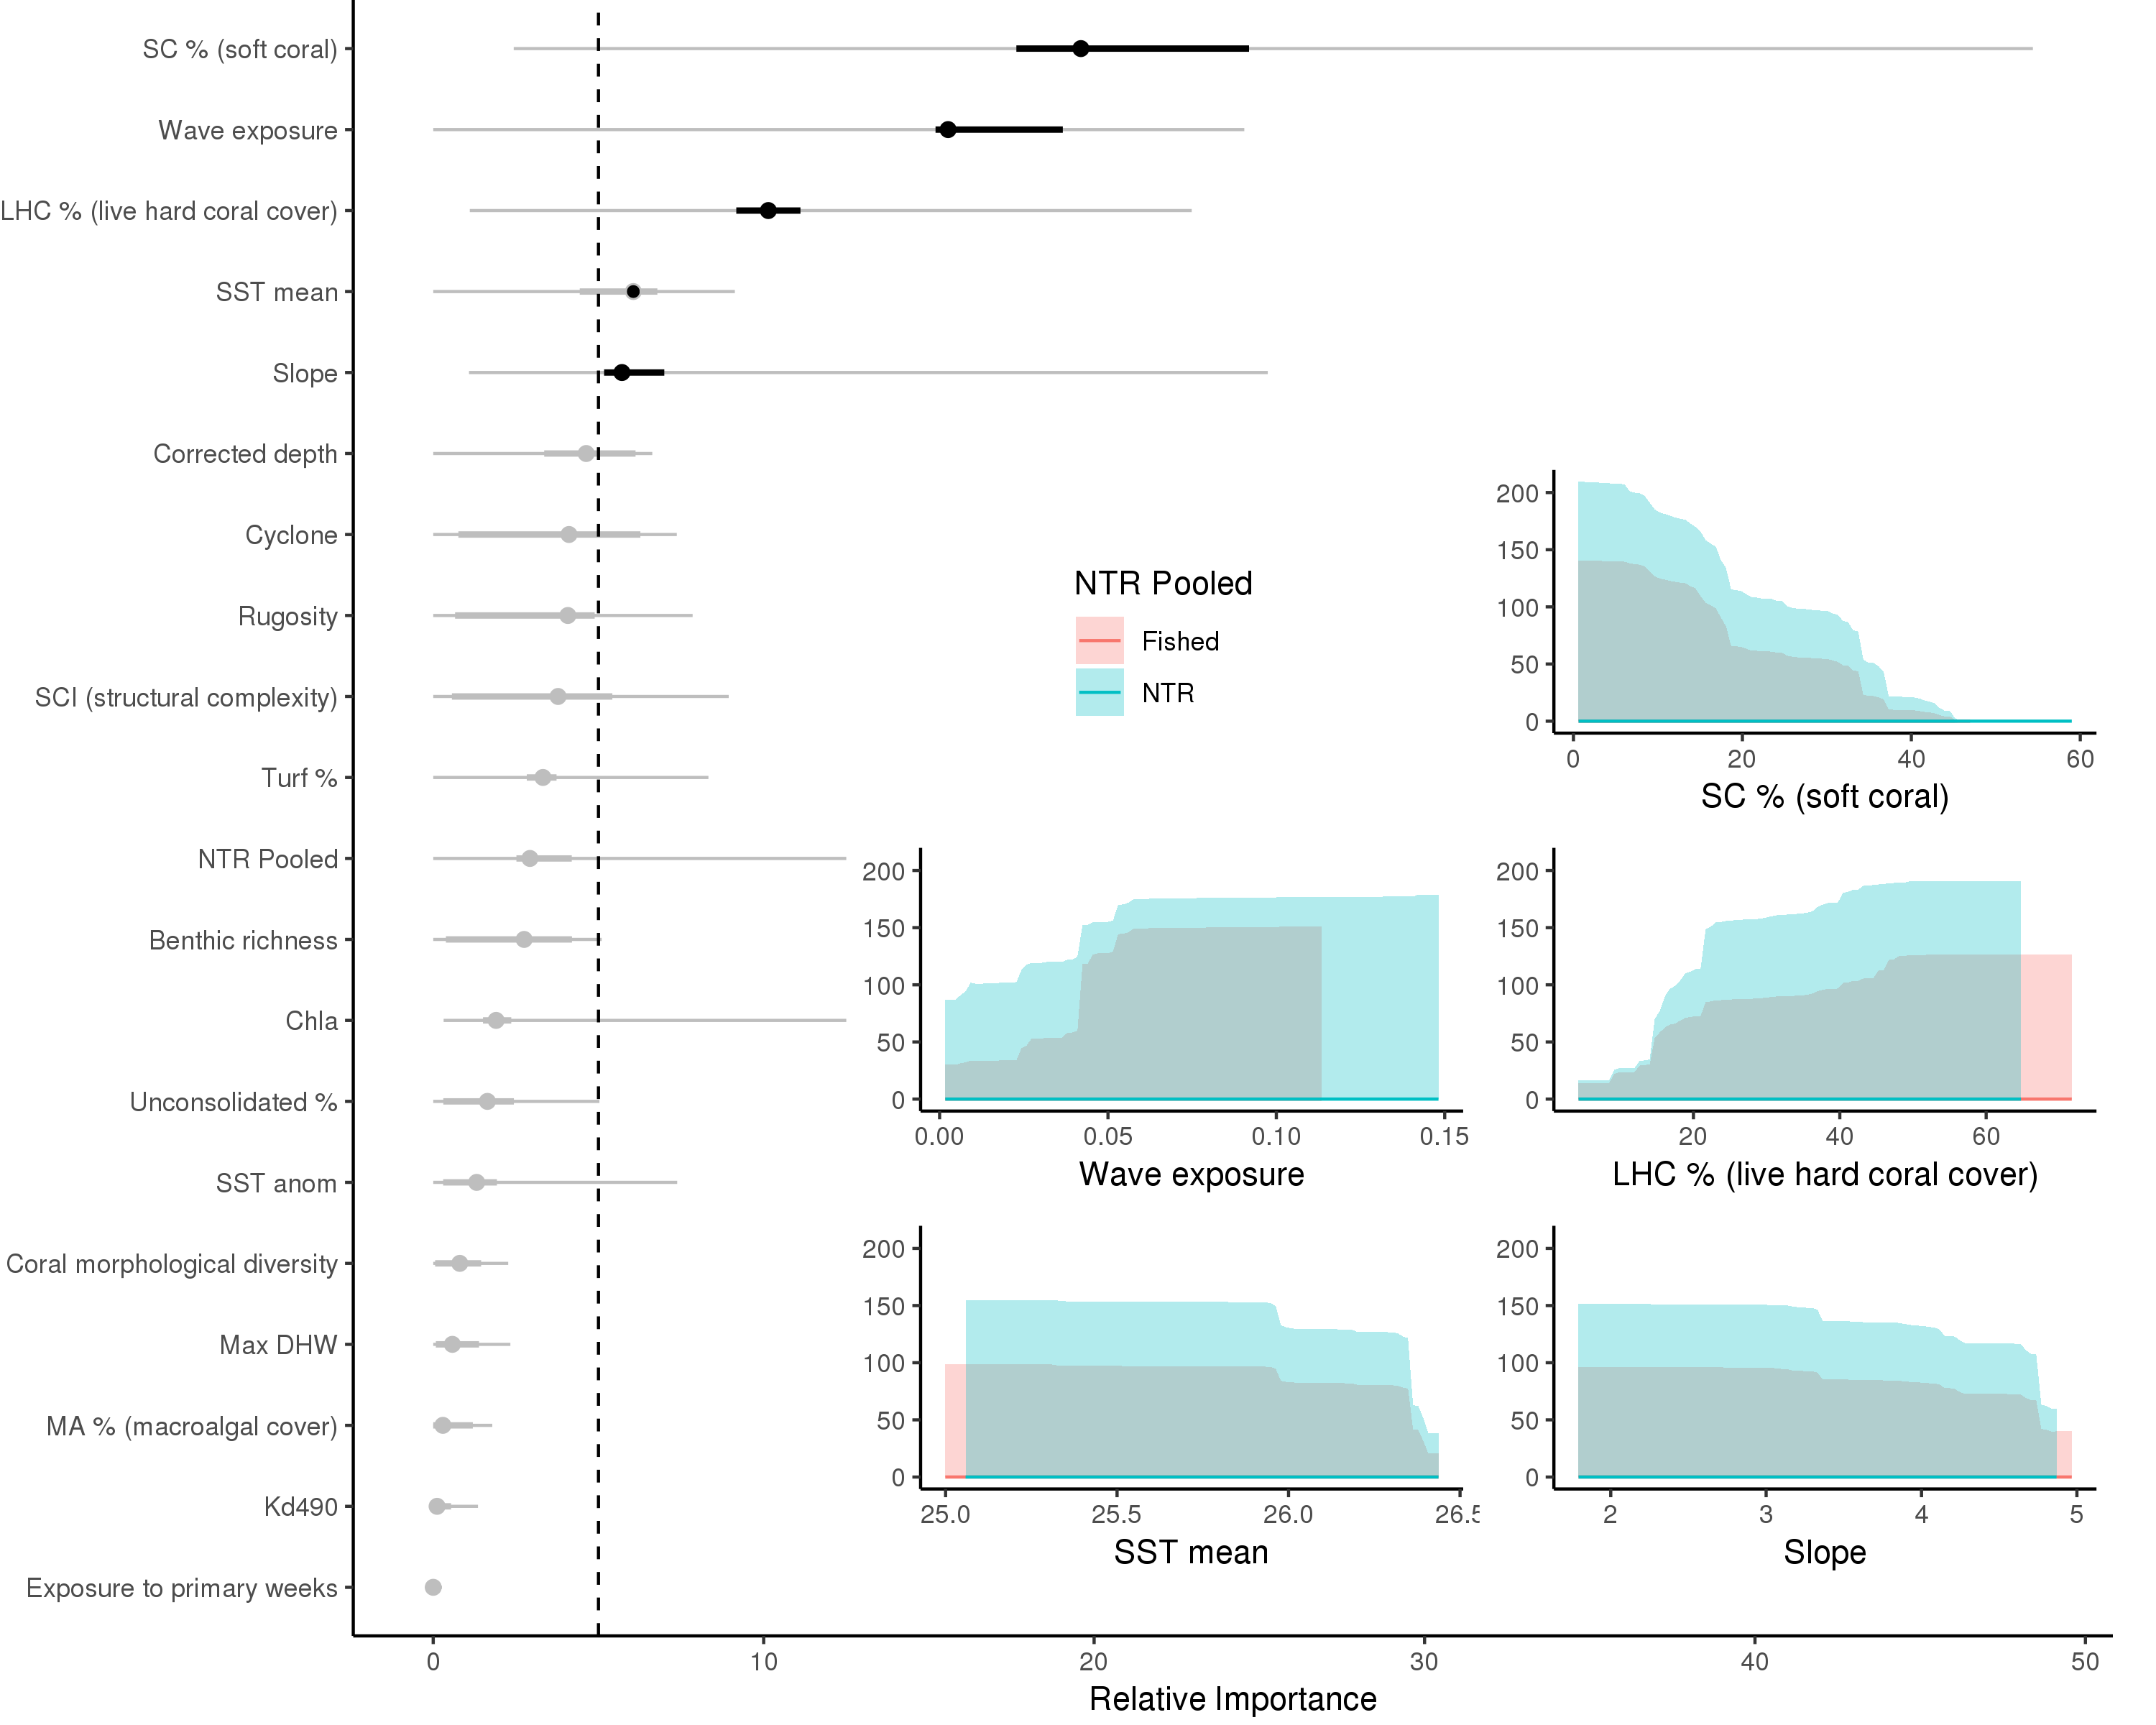 SC % (soft coral)
Wave exposure
LHC % (live hard coral cover)
SST mean
Slope
Corrected depth
Cyclone
Rugosity
SCI (structural complexity)
Turf %
NTR Pooled
Benthic richness
Chla
Unconsolidated %
SST anom
Coral morphological diversity
Max DHW
MA % (macroalgal cover)
Kd490
Exposure to primary weeks
0 10 20 30 40 50
Relative Importance
NTR Pooled
Fished
NTR
200
150
100
50
0
0 20 40 60
SC % (soft coral)
200
150
100
50
0
0.00 0.05 0.10 0.15
Wave exposure
200
150
100
50
0
20 40 60
LHC % (live hard coral cover)
200
150
100
50
0
25.0 25.5 26.0 26.5
SST mean
200
150
100
50
0
2 3 4 5
Slope